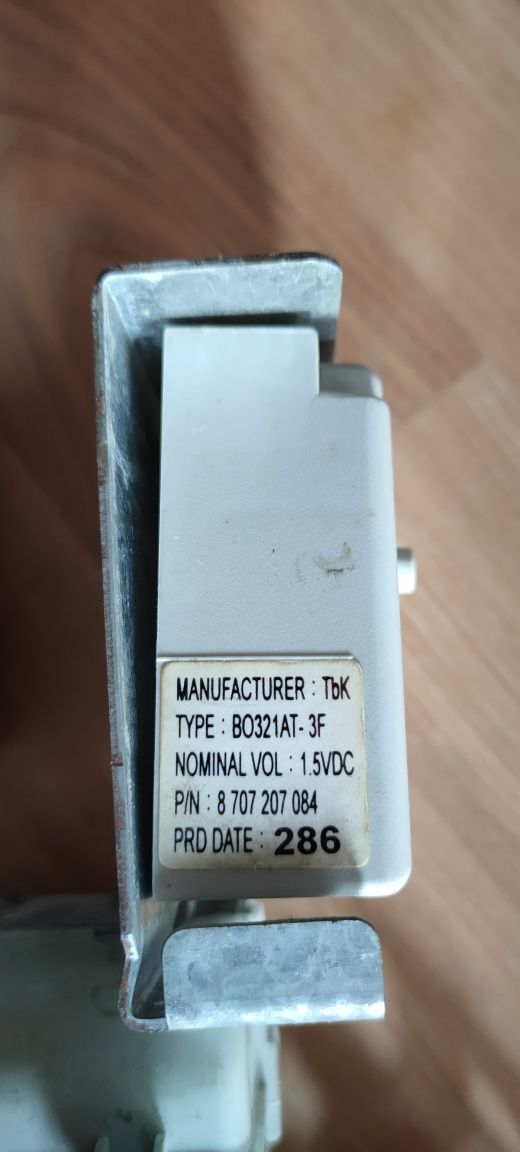 MANUFACTURER : TbK
TYPE : BO321AT- 3F
NOMINAL VOL : 1.5VDC
P/N : 8 707 207 084
PRD DATE : 286